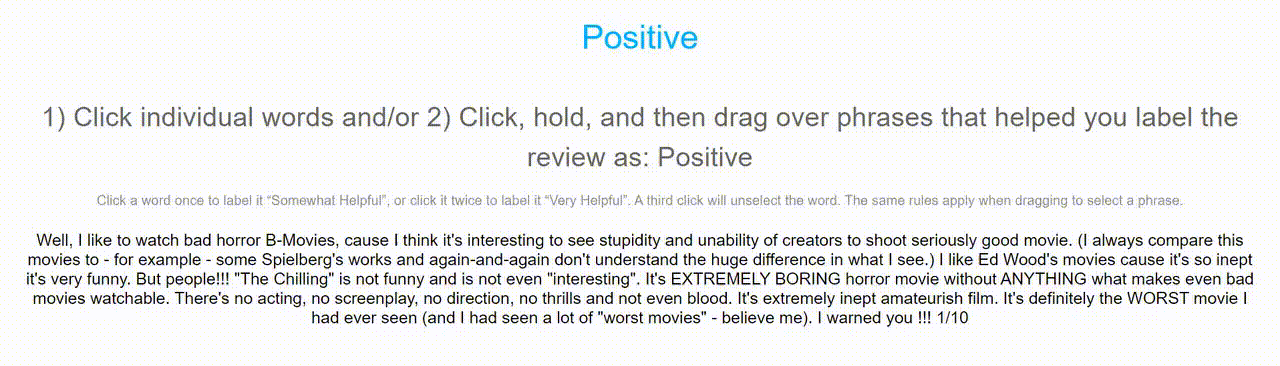 Positive
1) Click individual words and/or 2) Click, hold, and then drag over phrases that helped you label the
review as: Positive
Click a word once to label it “Somewhat Helpful”, or click it twice to label it “Very Helpful”. A third click will unselect the word. The same rules apply when dragging to select a phrase.
Well, I like to watch bad horror B-Movies, cause I think it's interesting to see stupidity and unability of creators to shoot seriously good movie. (I always compare this
movies to - for example - some Spielberg's works and again-and-again don't understand the huge difference in what I see.) I like Ed Wood's movies cause it's so inept
it's very funny. But people!!! "The Chilling" is not funny and is not even "interesting". It's EXTREMELY BORING horror movie without ANYTHING what makes even bad
movies watchable. There's no acting, no screenplay, no direction, no thrills and not even blood. It's extremely inept amateurish film. It's definitely the WORST movie I
had ever seen (and I had seen a lot of "worst movies" - believe me). I warned you !!! 1/10